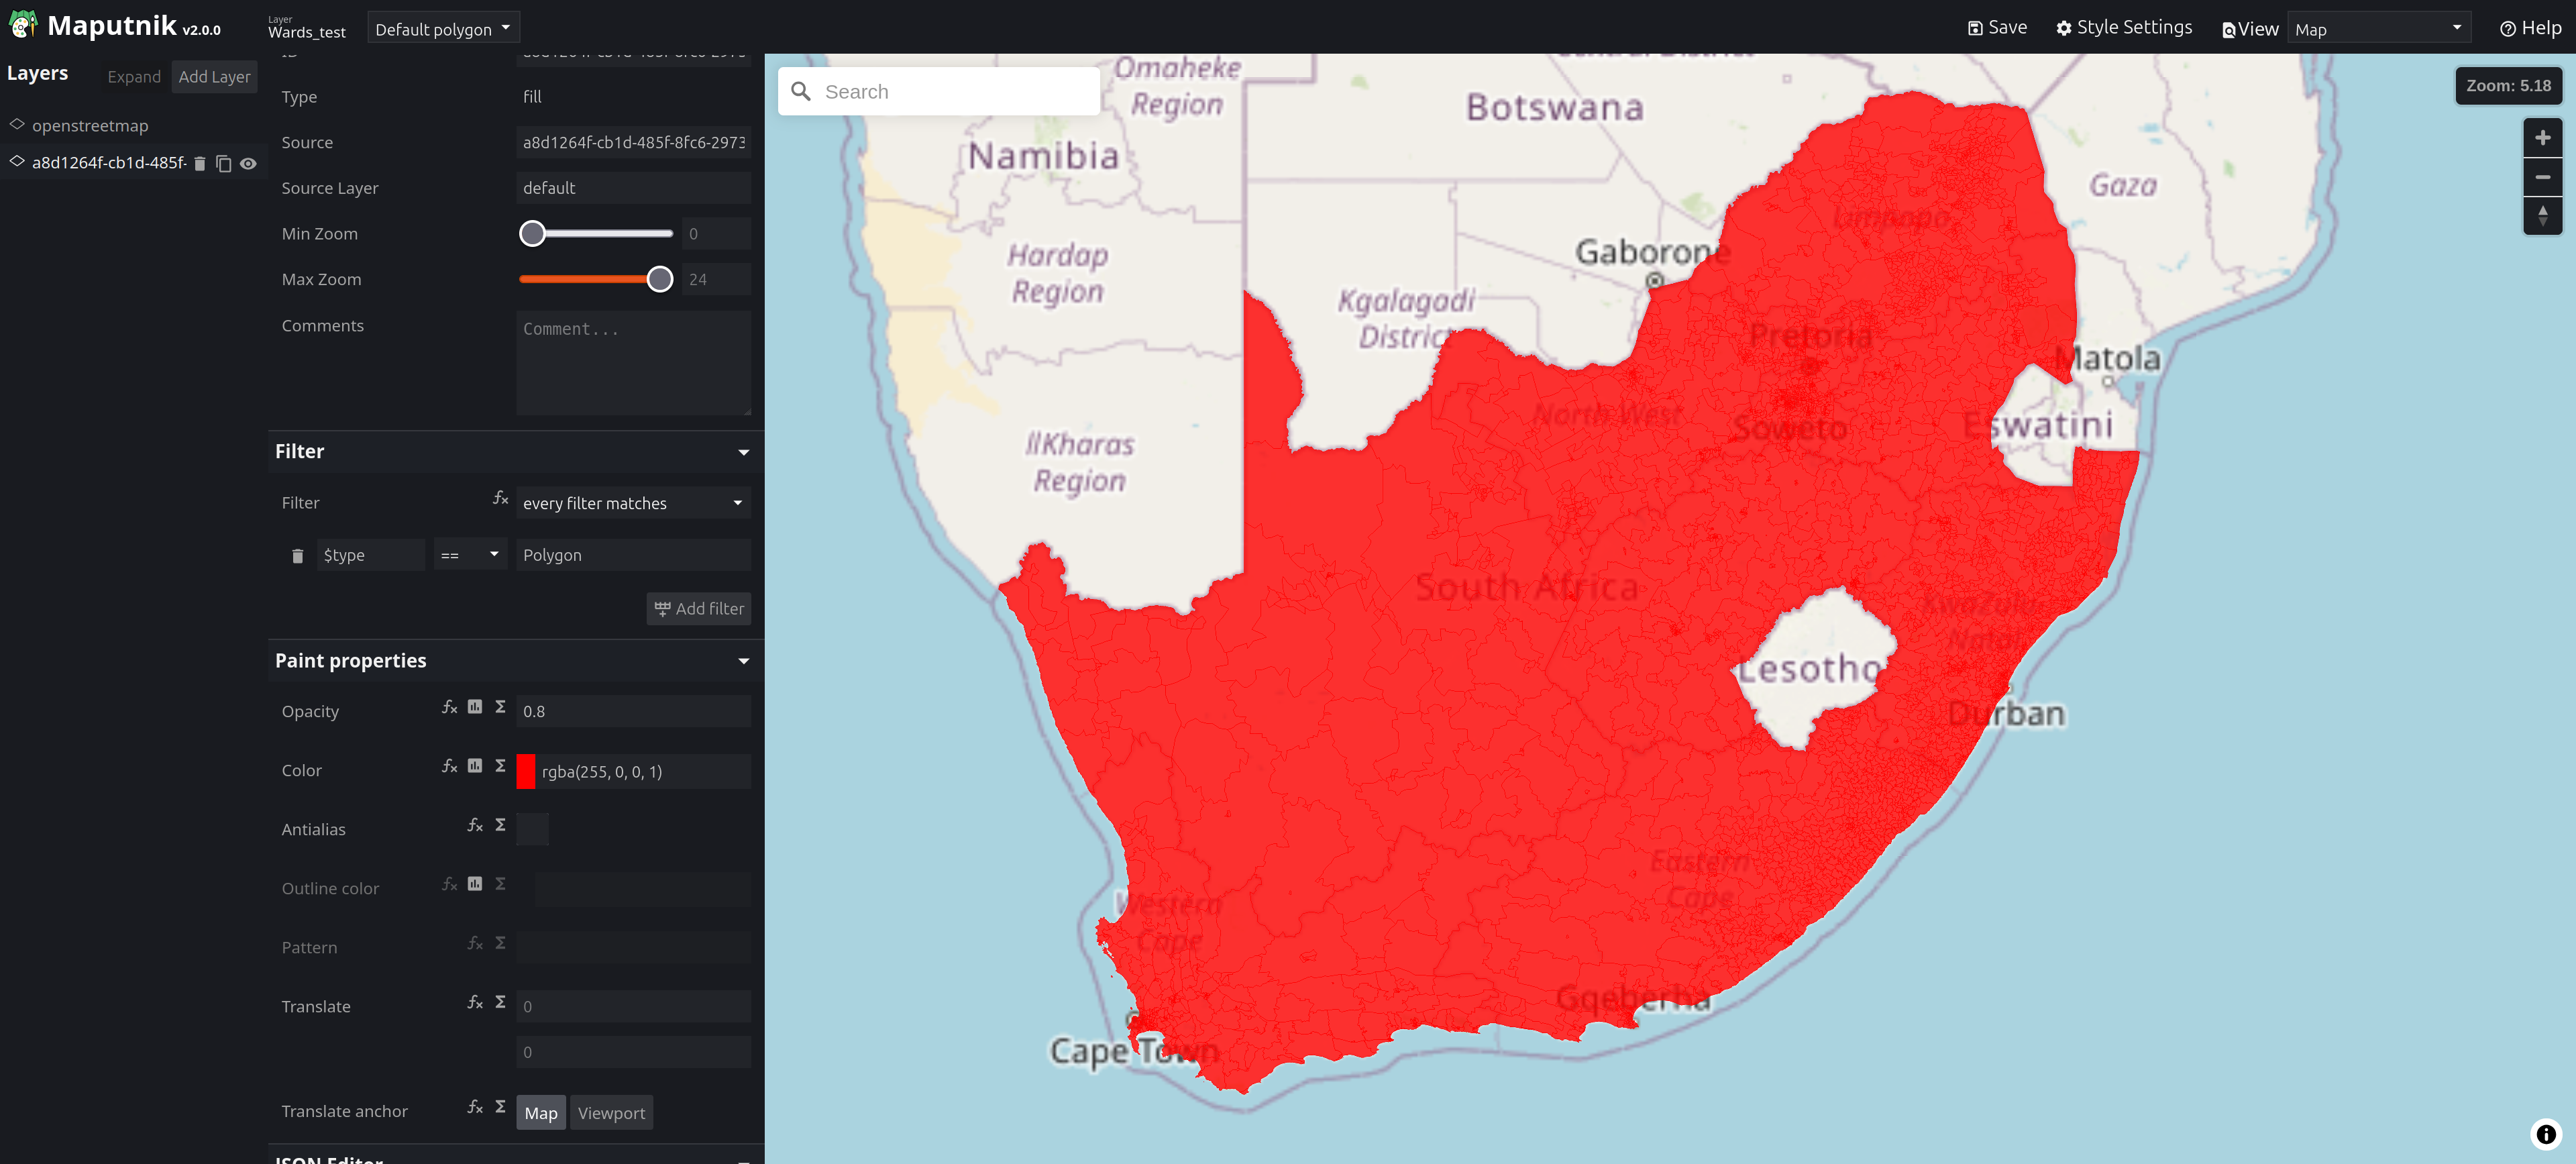 Maputnik v2.0.0
Layer
Wards_test
Default polygon
Save
Style Settings
View
Map
Help
Layers
Expand
Add Layer
openstreetmap
a8d1264f-cb1d-485f-
Type
fill
Source
a8d1264f-cb1d-485f-8fc6-2973
Source Layer
default
Min Zoom
0
Max Zoom
24
Comments
Comment...
Filter
Filter
every filter matches
$type
==
Polygon
Add filter
Paint properties
Opacity
0.8
Color
rgba(255, 0, 0, 1)
Antialias
Outline color
Pattern
Translate
0
0
Translate anchor
Map
Viewport
JSON Editor
Search
Zoom: 5.18
Central District
Omaheke
Region
Botswana
Namibia
Gaza
Limpopo
Hardap
Region
Gaborone
Kgalagadi
District
Pretoria
Matola
North West
Soweto
Eswatini
ǁKharas
Region
South Africa
KwaZulu-
Natal
Lesotho
Durban
Eastern
Cape
Western
Cape
Gqeberha
Cape Town